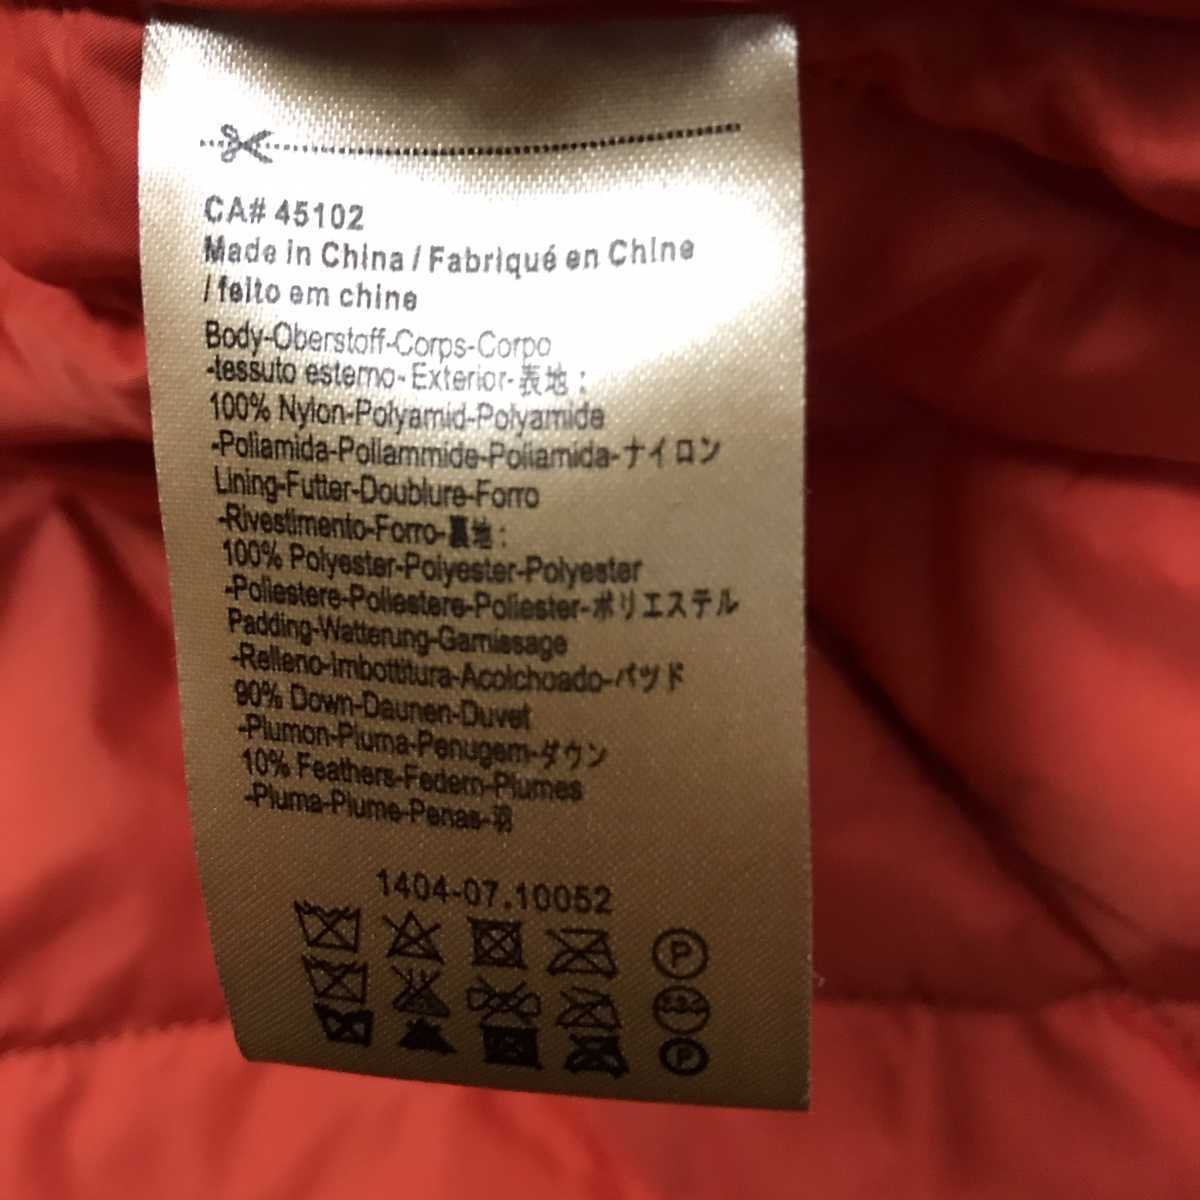 CA# 45102
Made in China / Fabriqué en Chine
/ feito em chine
Body-Oberstoff-Corps-Corpo
-tessuto esterno-Exterior-表地：
100% Nylon-Polyamid-Polyamide
-Poliamida-Poliammide-Poliamida-ナイロン
Lining-Futter-Doublure-Forro
-Rivestimento-Forro-裏地：
100% Polyester-Polyester-Polyester
-Poliestere-Poliestere-Poliester-ポリエステル
Padding-Watterung-Garnissage
-Relleno-Imbottitura-Acolchoado-パッド
90% Down-Daunen-Duvet
-Plumon-Piuma-Penugem-ダウン
10% Feathers-Federn-Plumes
-Pluma-Piume-Penas-羽
1404-07.10052
P
P